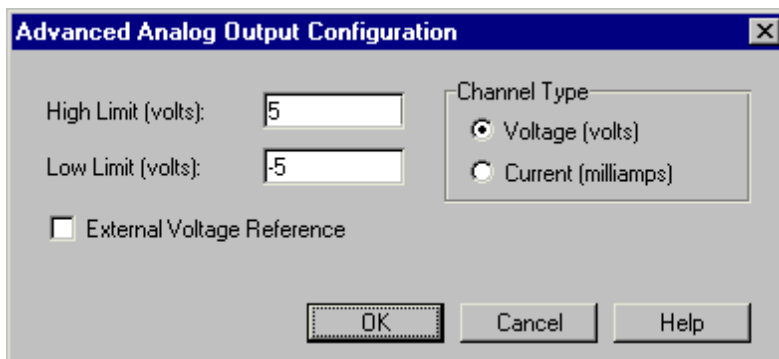 Advanced Analog Output Configuration
High Limit (volts): 5
Low Limit (volts): -5
External Voltage Reference
Channel Type
Voltage (volts)
Current (milliamps)
OK Cancel Help